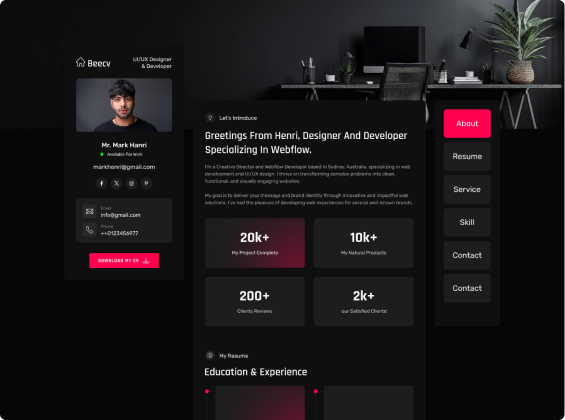 Beecv
UI/UX Designer
& Developer
Mr. Mark Hanri
Available For Work
markhenri@gmail.com
Email
info@gmail.com
Phone
++0123456977
DOWNLOAD MY CV
Let's Introduce
Greetings From Henri, Designer And Developer
Specializing In Webflow.
I'm a Creative Director and Webflow Developer based in Sydney, Australia, specializing in web
development and UI/UX design. I thrive on transforming complex problems into clean,
functional, and visually engaging websites.
My goal is to deliver your message and brand identity through innovative and impactful web
solutions. I've had the pleasure of developing web experiences for several well-known brands.
20k+
My Project Complete
10k+
My Natural Products
200+
Clients Reviews
2k+
our Satisfied Clients!
My Resume
Education & Experience
About
Resume
Service
Skill
Contact
Contact